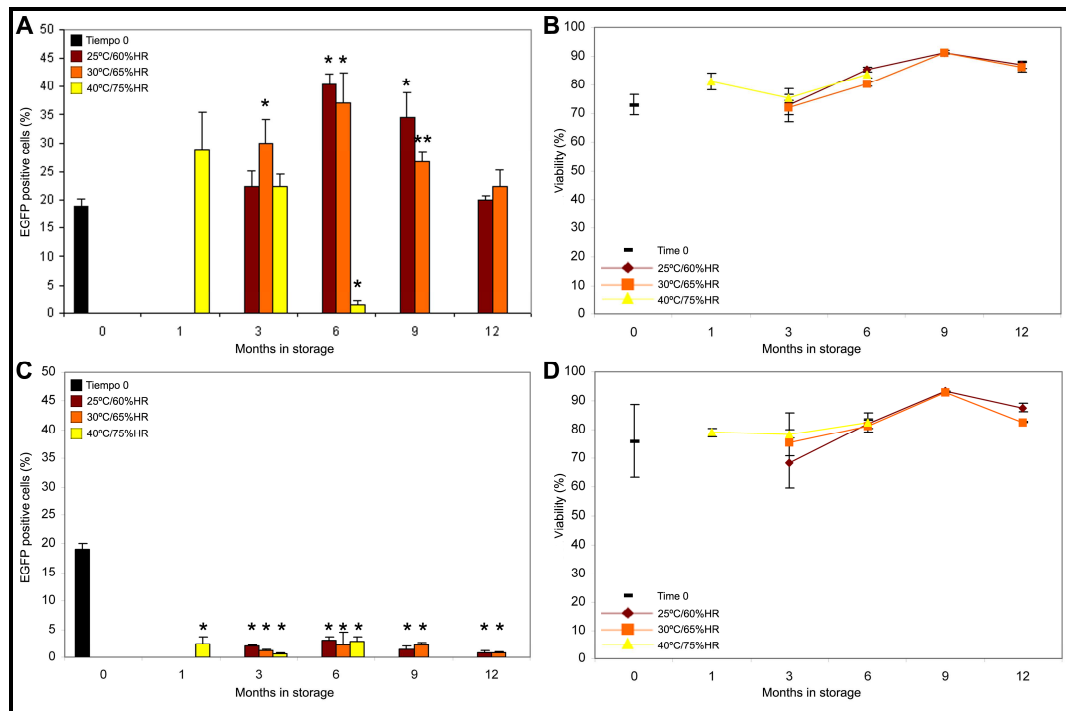 A
EGFP positive cells (%)
50
45
40
35
30
25
20
15
10
5
0
Tiempo 0
25ºC/60%HR
30ºC/65%HR
40ºC/75%HR
*
* *
*
*
**
0 1 3 6 9 12
Months in storage
B
Viability (%)
100
90
80
70
60
50
40
30
20
10
0
Time 0
25ºC/60%HR
30ºC/65%HR
40ºC/75%HR
0 1 3 6 9 12
Months in storage
C
EGFP positive cells (%)
50
45
40
35
30
25
20
15
10
5
0
Tiempo 0
25ºC/60%HR
30ºC/65%HR
40ºC/75%HR
* * * * * * * * * * *
0 1 3 6 9 12
Months in storage
D
Viability (%)
100
90
80
70
60
50
40
30
20
10
0
Time 0
25ºC/60%HR
30ºC/65%HR
40ºC/75%HR
0 1 3 6 9 12
Months in storage